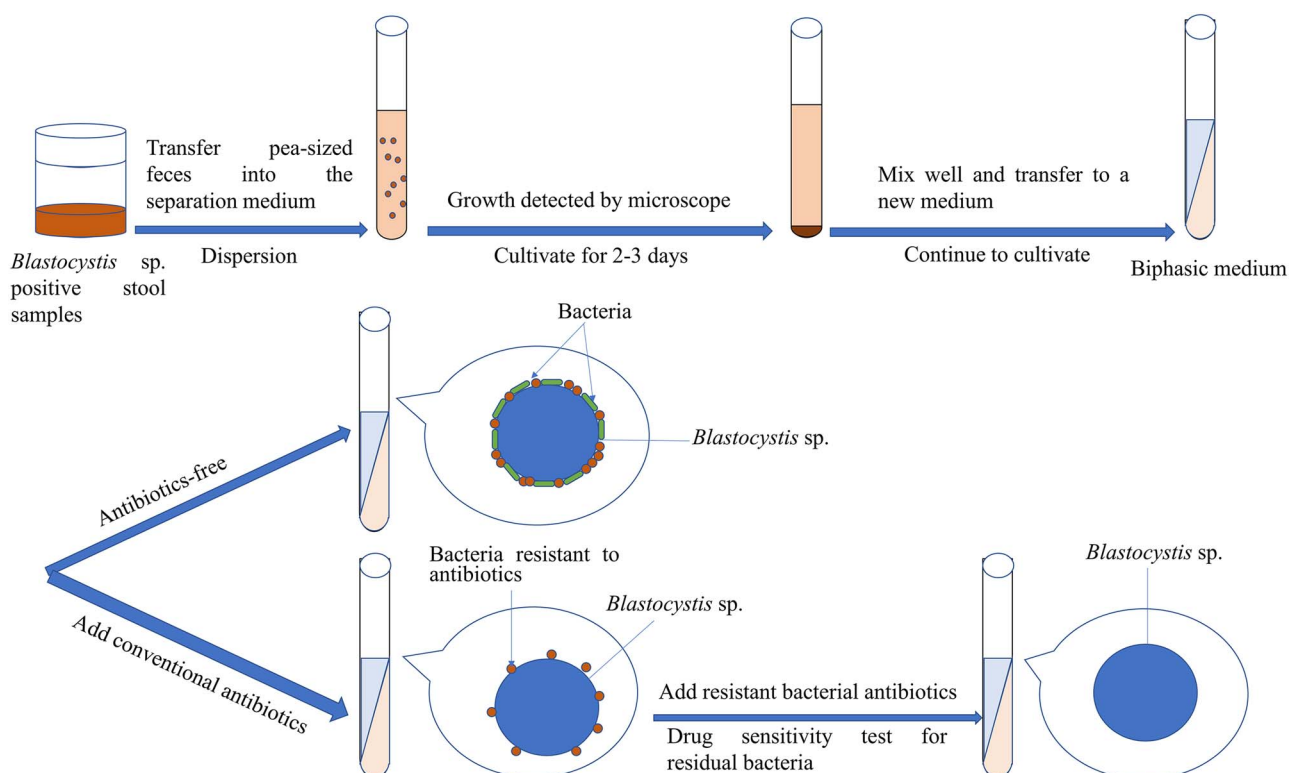 Transfer pea-sized
feces into the
separation medium
Dispersion
Blastocystis sp.
positive stool
samples
Growth detected by microscope
Cultivate for 2-3 days
Mix well and transfer to a
new medium
Continue to cultivate
Biphasic medium
Antibiotics-free
Bacteria
Blastocystis sp.
Add conventional antibiotics
Bacteria resistant to
antibiotics
Blastocystis sp.
Add resistant bacterial antibiotics
Drug sensitivity test for
residual bacteria
Blastocystis sp.